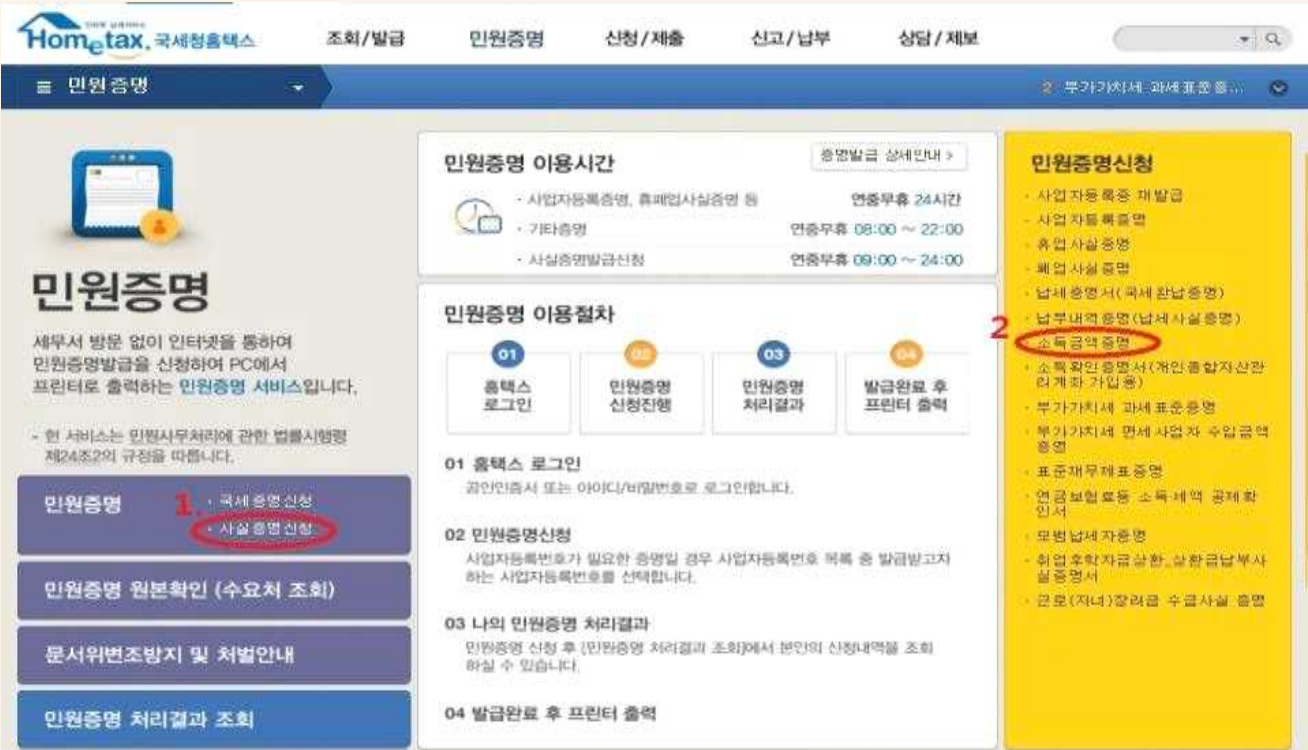 Hometax. 국세청홈택스
조회/발급
민원증명
신청/제출
신고/납부
상담/제보
민원증명
2 부가가치세 과세표준증...
민원증명
세무서 방문 없이 인터넷을 통하여
민원증명발급을 신청하여 PC에서
프린터로 출력하는 민원증명 서비스입니다.
- 현 서비스는 민원사무처리에 관한 법률시행령
제24조2의 규정을 따릅니다.
민원증명
1.
· 국세증명신청
· 사실증명신청
민원증명 원본확인 (수요처 조회)
문서위변조방지 및 처벌안내
민원증명 처리결과 조회
민원증명 이용시간
증명발급 상세안내 >
· 사업자등록증명, 휴폐업사실증명 등 연중무휴 24시간
· 기타증명 연중무휴 08:00 ~ 22:00
· 사실증명발급신청 연중무휴 09:00 ~ 24:00
민원증명 이용절차
01 02 03 04
홈택스 민원증명 민원증명 발급완료 후
로그인 신청진행 처리결과 프린터 출력
01 홈택스 로그인
공인인증서 또는 아이디/비밀번호로 로그인합니다.
02 민원증명신청
사업자등록번호가 필요한 증명일 경우 사업자등록번호 목록 중 발급받고자
하는 사업자등록번호를 선택합니다.
03 나의 민원증명 처리결과
민원증명 신청 후 [민원증명 처리결과 조회]에서 본인의 신청내역을 조회
하실 수 있습니다.
04 발급완료 후 프린터 출력
민원증명신청
· 사업자등록증 재발급
· 사업자등록증명
· 휴업사실증명
· 폐업사실증명
· 납세증명서(국세완납증명)
· 납부내역증명(납세사실증명)
2
· 소득금액증명
· 소득확인증명서(개인종합자산관
리계좌 가입용)
· 부가가치세 과세표준증명
· 부가가치세 면세사업자 수입금액
증명
· 표준재무제표증명
· 연금보험료등 소득·세액 공제확
인서
· 모범납세자증명
· 취업후학자금상환_상환금납부사
실증명서
· 근로(자녀)장려금 수급사실 증명